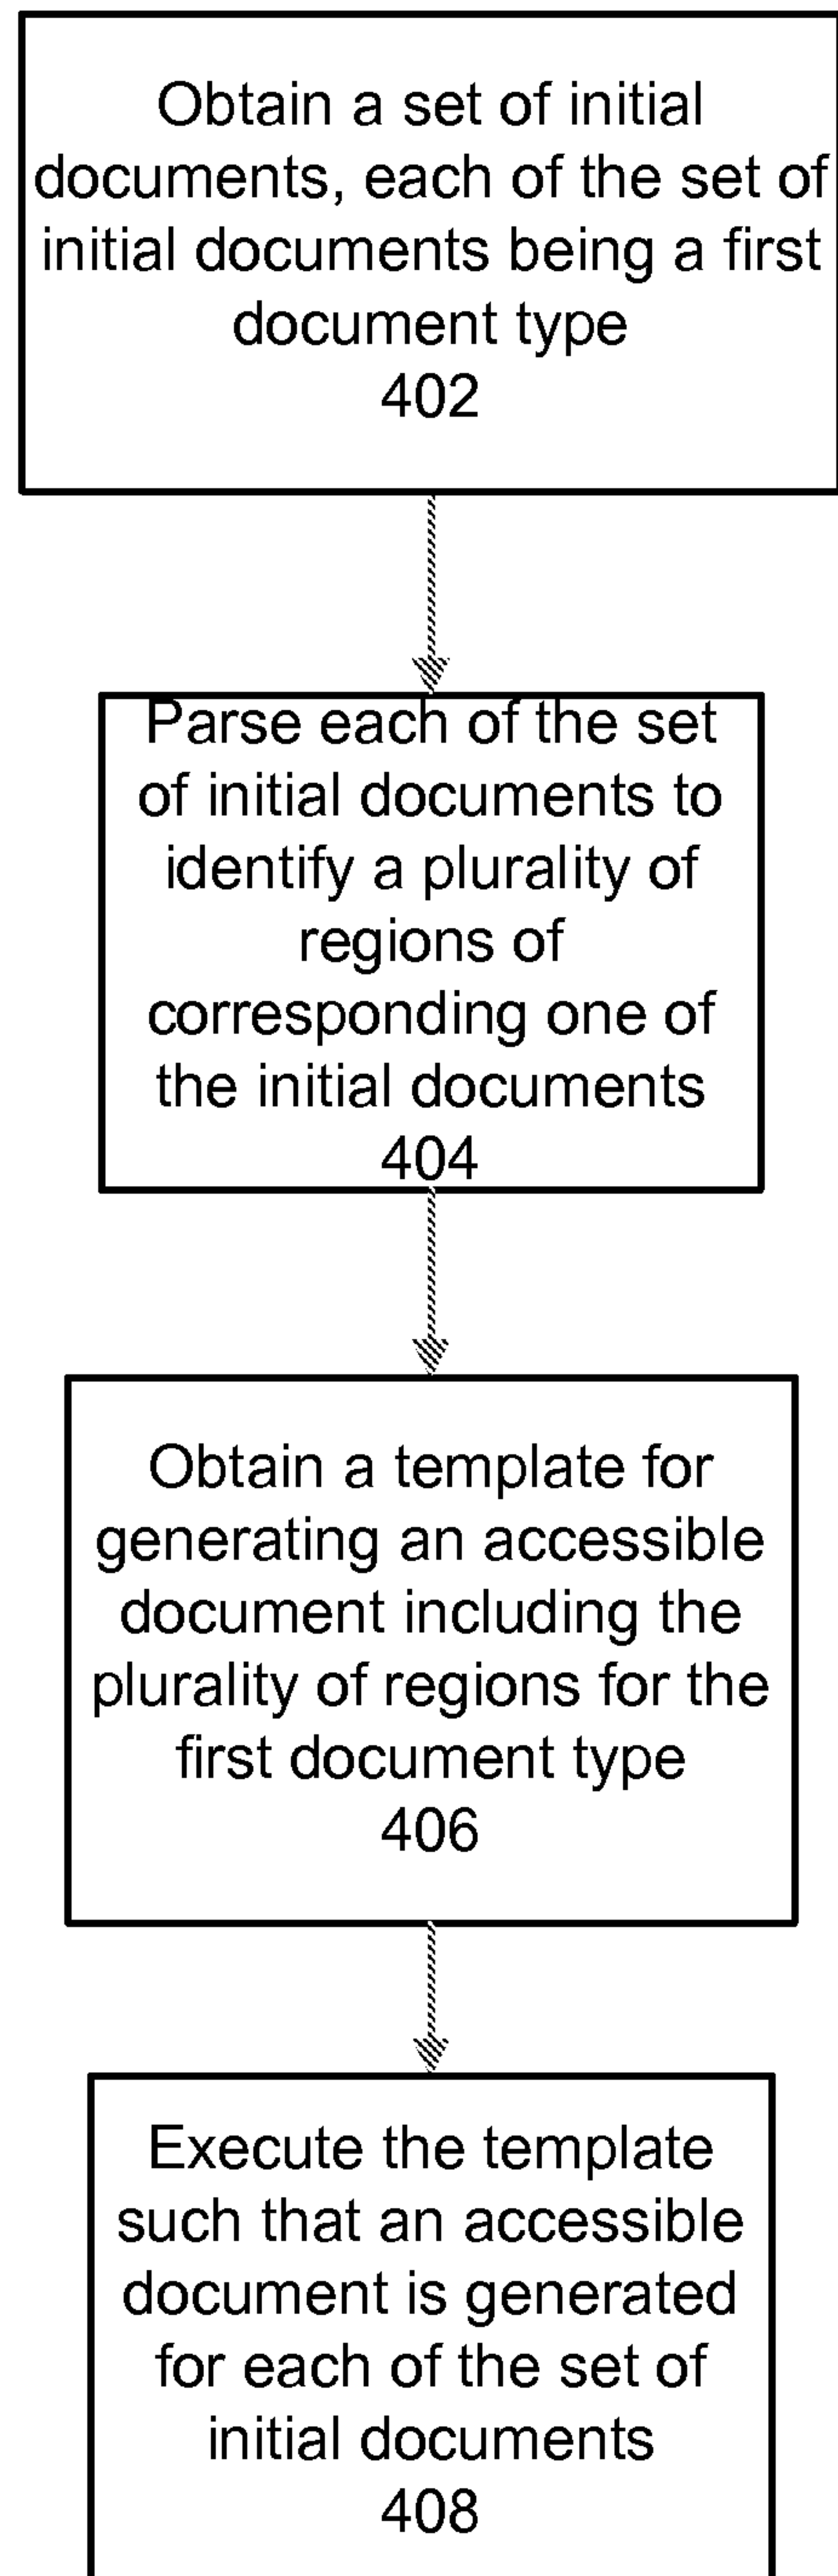 Obtain a set of initial
documents, each of the set of
initial documents being a first
document type
402
Parse each of the set
of initial documents to
identify a plurality of
regions of
corresponding one of
the initial documents
404
Obtain a template for
generating an accessible
document including the
plurality of regions for the
first document type
406
Execute the template
such that an accessible
document is generated
for each of the set of
initial documents
408